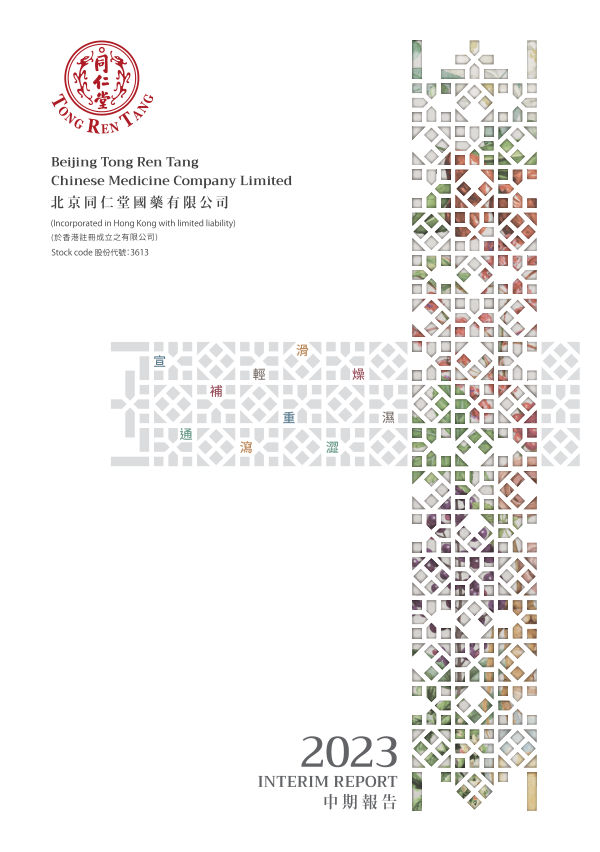 同
仁
堂
TONG REN TANG
Beijing Tong Ren Tang
Chinese Medicine Company Limited
北京同仁堂國藥有限公司
(Incorporated in Hong Kong with limited liability)
(於香港註冊成立之有限公司)
Stock code 股份代號：3613
滑
宣
輕
燥
補
重
濕
通
瀉
澀
2023
INTERIM REPORT
中期報告